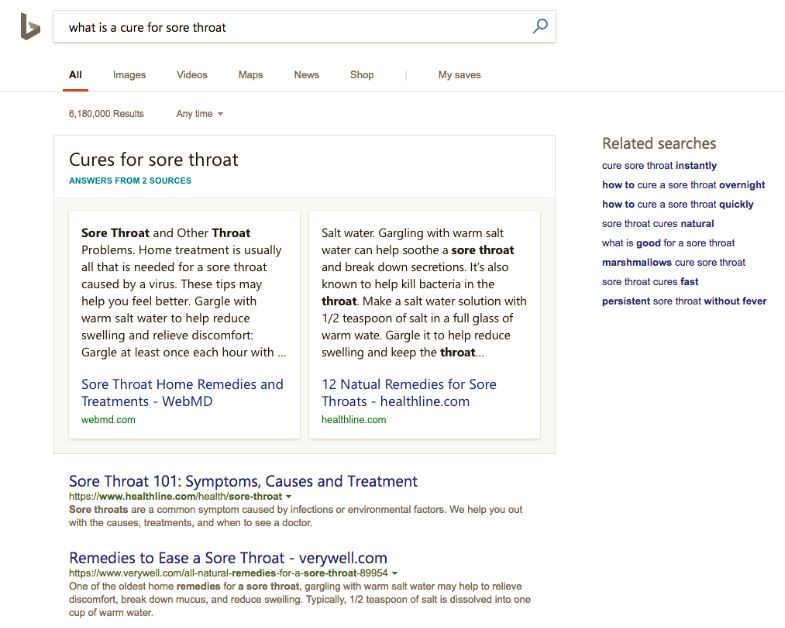 what is a cure for sore throat
All Images Videos Maps News Shop | My saves
6,180,000 Results Any time
Cures for sore throat
ANSWERS FROM 2 SOURCES
Sore Throat and Other Throat
Problems. Home treatment is usually
all that is needed for a sore throat
caused by a virus. These tips may
help you feel better. Gargle with
warm salt water to help reduce
swelling and relieve discomfort:
Gargle at least once each hour with ...
Sore Throat Home Remedies and
Treatments - WebMD
webmd.com
Salt water. Gargling with warm salt
water can help soothe a sore throat
and break down secretions. It's also
known to help kill bacteria in the
throat. Make a salt water solution with
1/2 teaspoon of salt in a full glass of
warm wate. Gargle it to help reduce
swelling and keep the throat...
12 Natual Remedies for Sore
Throats - healthline.com
healthline.com
Sore Throat 101: Symptoms, Causes and Treatment
https://www.healthline.com/health/sore-throat
Sore throats are a common symptom caused by infections or environmental factors. We help you out
with the causes, treatments, and when to see a doctor.
Remedies to Ease a Sore Throat - verywell.com
https://www.verywell.com/all-natural-remedies-for-a-sore-throat-89954
One of the oldest home remedies for a sore throat, gargling with warm salt water may help to relieve
discomfort, break down mucus, and reduce swelling. Typically, 1/2 teaspoon of salt is dissolved into one
cup of warm water.
Related searches
cure sore throat instantly
how to cure a sore throat overnight
how to cure a sore throat quickly
sore throat cures natural
what is good for a sore throat
marshmallows cure sore throat
sore throat cures fast
persistent sore throat without fever